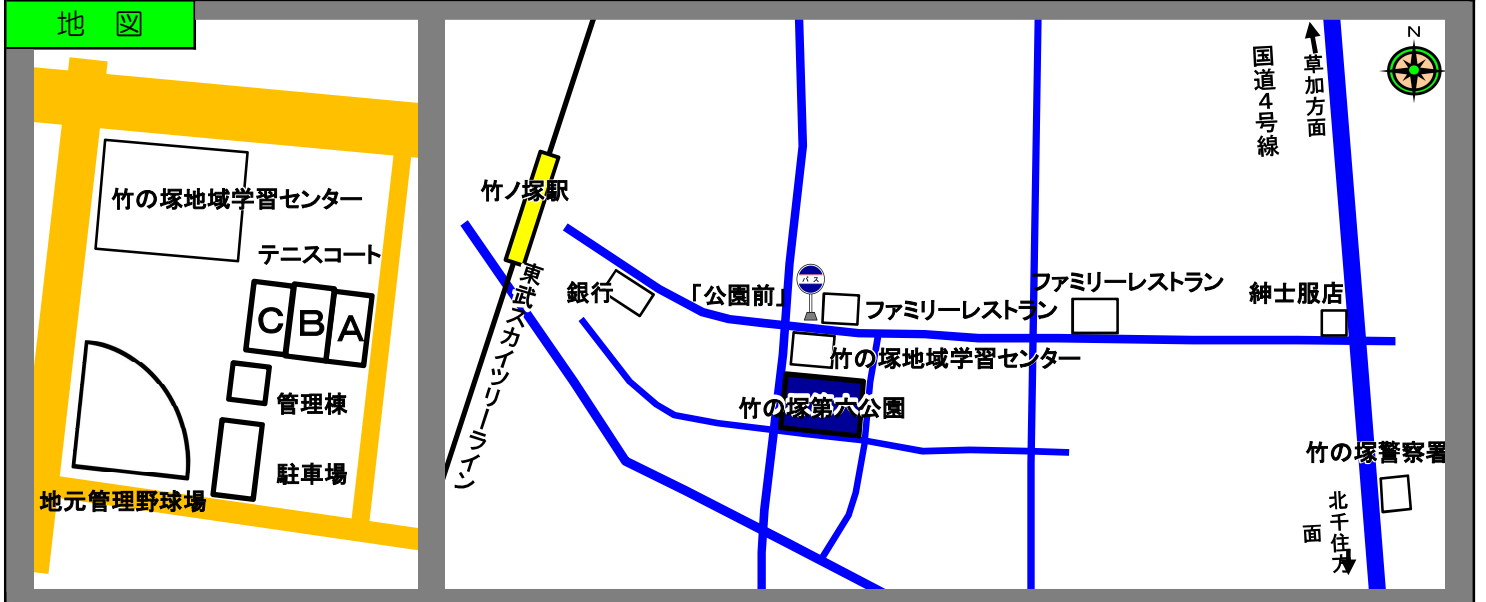 地　図
竹の塚地域学習センター
テニスコート
C
B
A
管理棟
駐車場
地元管理野球場
竹ノ塚駅
東武スカイツリーライン
銀行
「公園前」
バス
ファミリーレストラン
ファミリーレストラン
紳士服店
竹の塚地域学習センター
竹の塚第六公園
国道４号線
草加方面
N
竹の塚警察署
北千住方
面